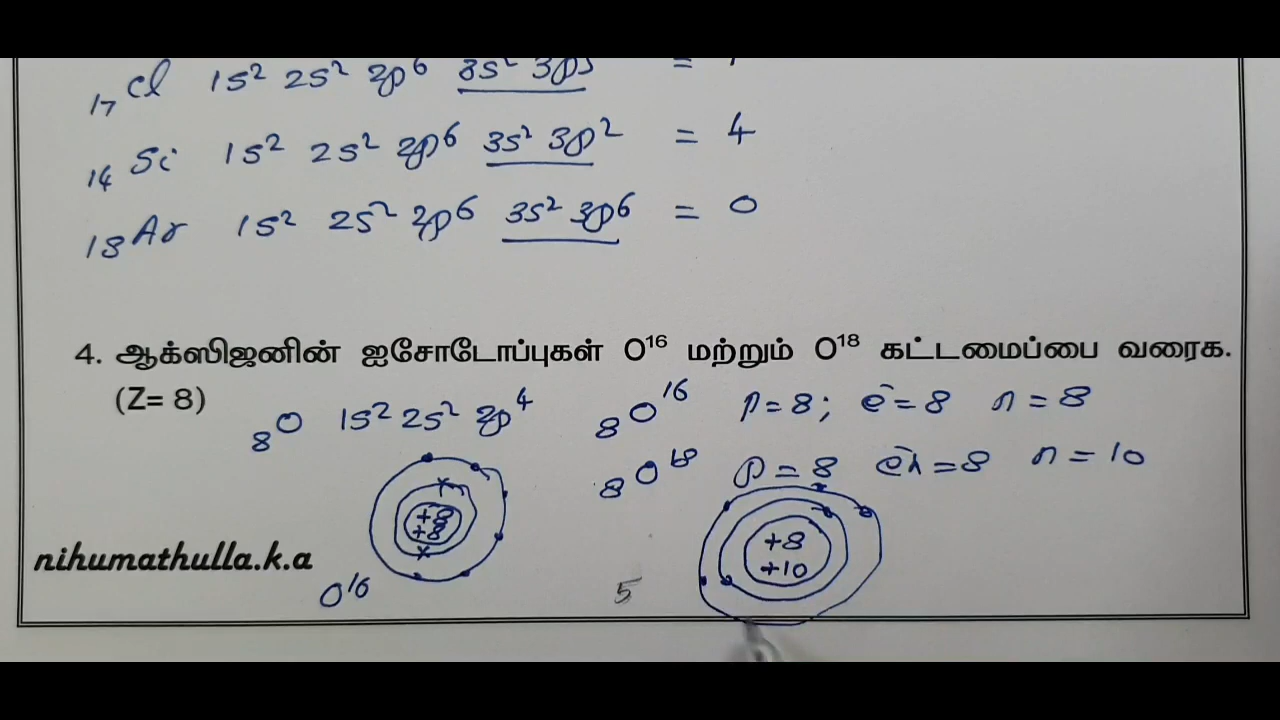 ₁₇Cl 1s² 2s² 2p⁶ 3s² 3p⁵ =
₁₄Si 1s² 2s² 2p⁶ 3s² 3p² = 4
₁₈Ar 1s² 2s² 2p⁶ 3s² 3p⁶ = 0
4. ஆக்ஸிஜனின் ஐசோடோப்புகள் O¹⁶ மற்றும் O¹⁸ கட்டமைப்பை வரைக.
(Z= 8) ₈O 1s² 2s² 2p⁴ ₈O¹⁶ p = 8; e⁻ = 8 n = 8
₈O¹⁸ p = 8 = 8 n = 10
+8
+8
+8
+10
nihumathulla.k.a
O¹⁶
5